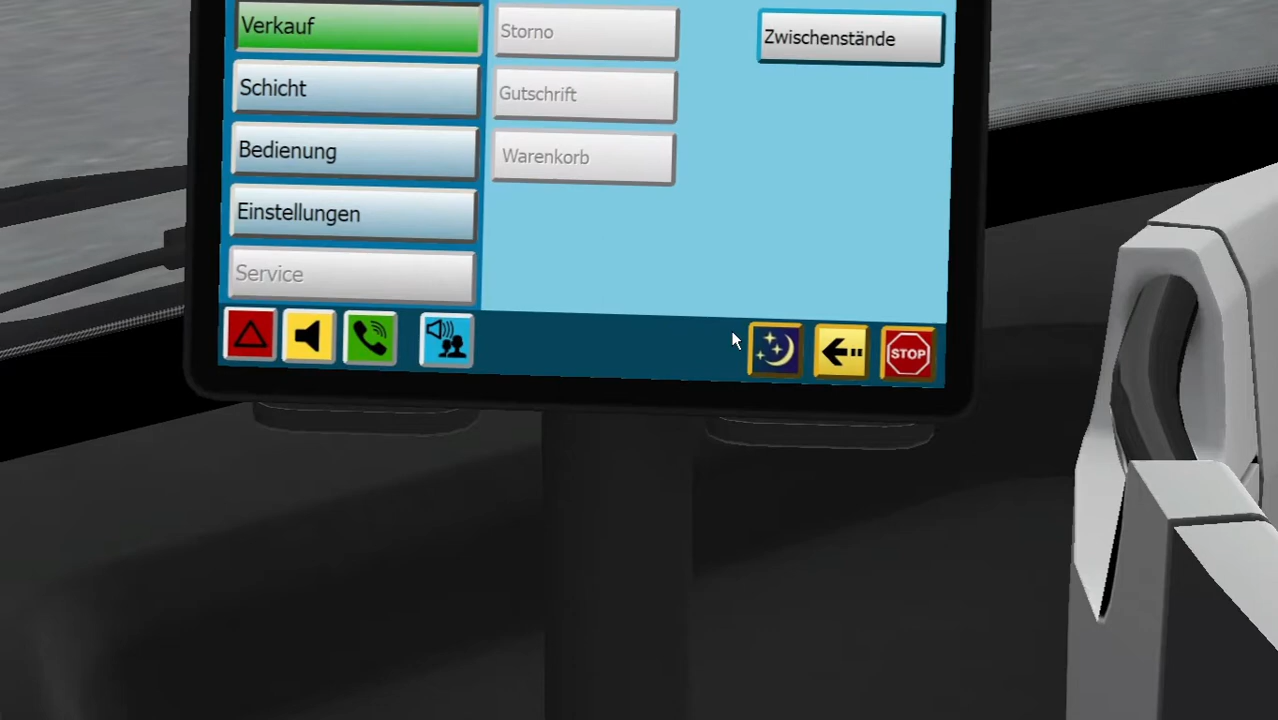 Verkauf
Storno
Zwischenstände
Schicht
Gutschrift
Bedienung
Warenkorb
Einstellungen
Service
STOP